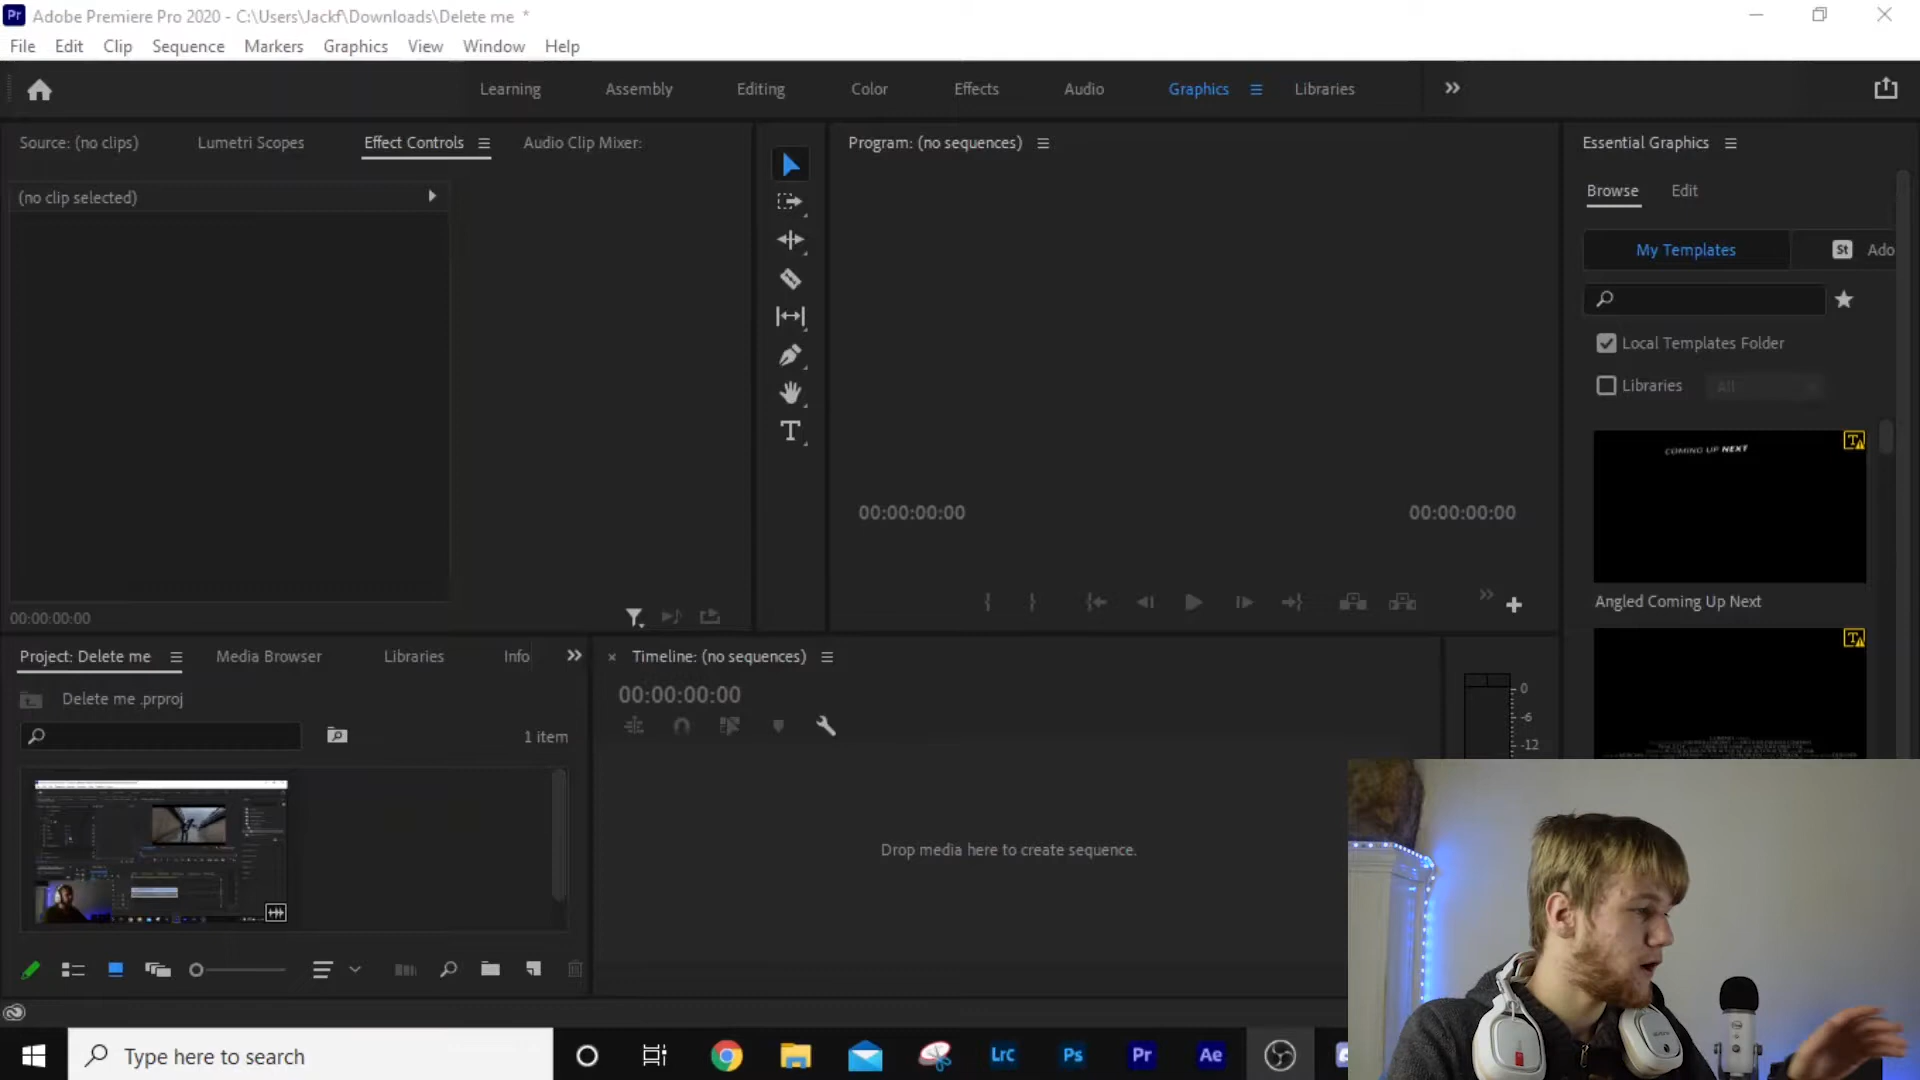 Pr Adobe Premiere Pro 2020 - C:\Users\Jackf\Downloads\Delete me *
File Edit Clip Sequence Markers Graphics View Window Help
Learning Assembly Editing Color Effects Audio Graphics Libraries
Source: (no clips) Lumetri Scopes Effect Controls Audio Clip Mixer:
(no clip selected)
00:00:00:00
Program: (no sequences)
00:00:00:00 00:00:00:00
Essential Graphics
Browse Edit
My Templates St Ado
Local Templates Folder
Libraries All
COMING UP NEXT
Angled Coming Up Next
Project: Delete me Media Browser Libraries Info
Delete me .prproj
1 item
Timeline: (no sequences)
00:00:00:00
Drop media here to create sequence.
0
-6
-12
Type here to search
LrC Ps Pr Ae